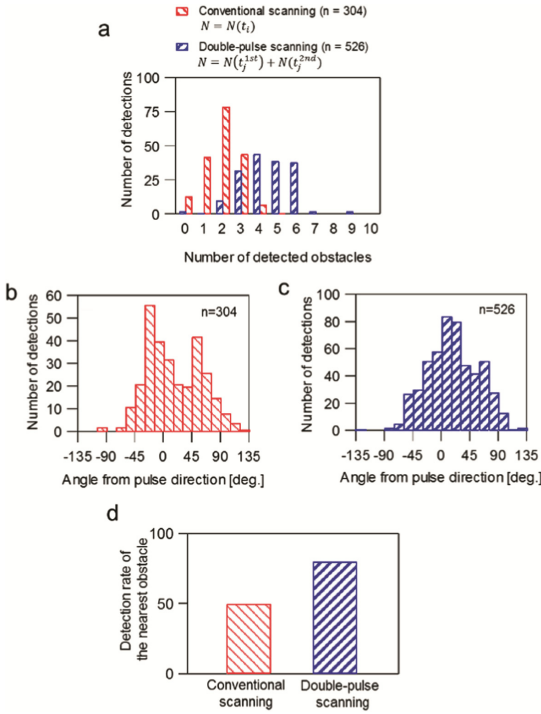 Conventional scanning (n = 304)
N = N(tᵢ)
Double-pulse scanning (n = 526)
N = N(tⱼ¹ˢᵗ) + N(tⱼ²ⁿᵈ)
a
Number of detections
100
75
50
25
0
0 1 2 3 4 5 6 7 8 9 10
Number of detected obstacles
b
Number of detections
60
50
40
30
20
10
0
n=304
-135 -90 -45 0 45 90 135
Angle from pulse direction [deg.]
c
Number of detections
100
80
60
40
20
0
n=526
-135 -90 -45 0 45 90 135
Angle from pulse direction [deg.]
d
Detection rate of
the nearest obstacle
100
50
0
Conventional
scanning
Double-pulse
scanning